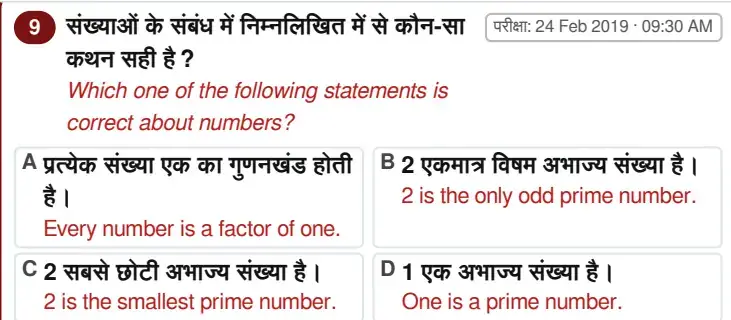 9 संख्याओं के संबंध में निम्नलिखित में से कौन-सा
परीक्षा: 24 Feb 2019 · 09:30 AM
कथन सही है ?
Which one of the following statements is
correct about numbers?
A प्रत्येक संख्या एक का गुणनखंड होती
है ।
Every number is a factor of one.
B 2 एकमात्र विषम अभाज्य संख्या है ।
2 is the only odd prime number.
C 2 सबसे छोटी अभाज्य संख्या है ।
2 is the smallest prime number.
D 1 एक अभाज्य संख्या है ।
One is a prime number.